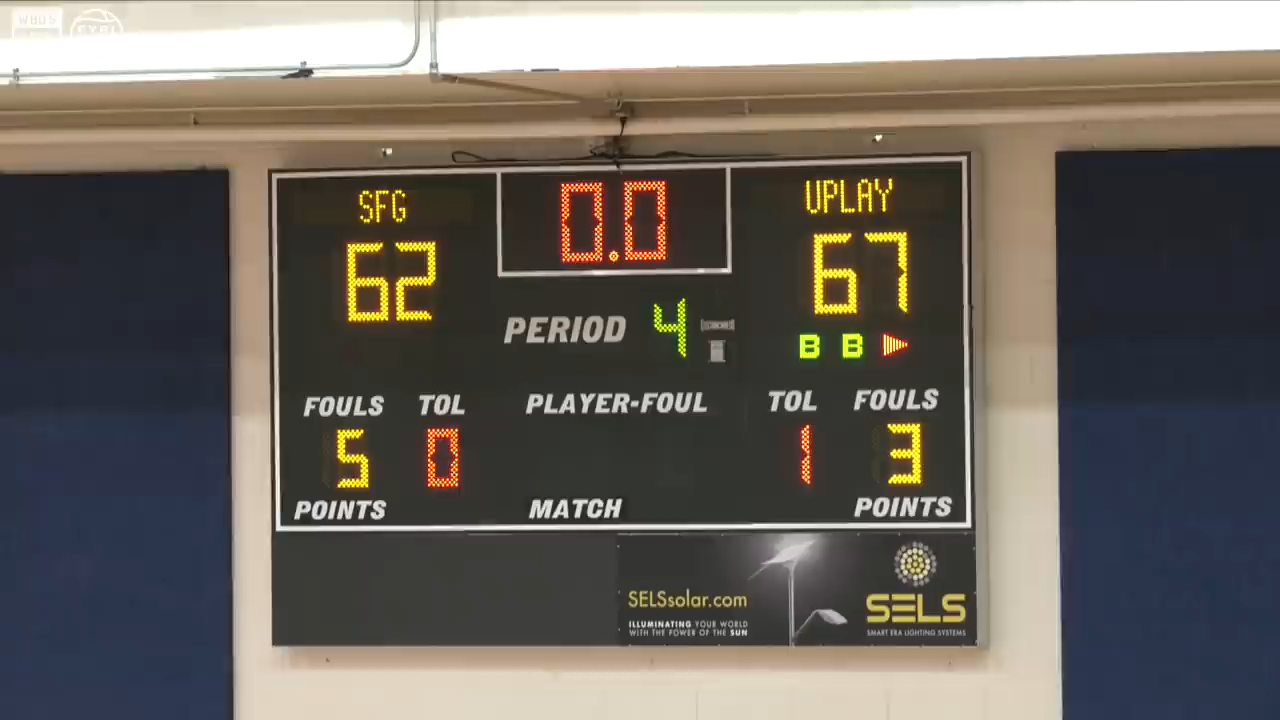 SFG
0.0
UPLAY
62
67
PERIOD 4
B B
FOULS TOL PLAYER-FOUL TOL FOULS
5 0 1 3
POINTS MATCH POINTS
SELSsolar.com
ILLUMINATING YOUR WORLD
WITH THE POWER OF THE SUN
SELS
SMART ERA LIGHTING SYSTEMS